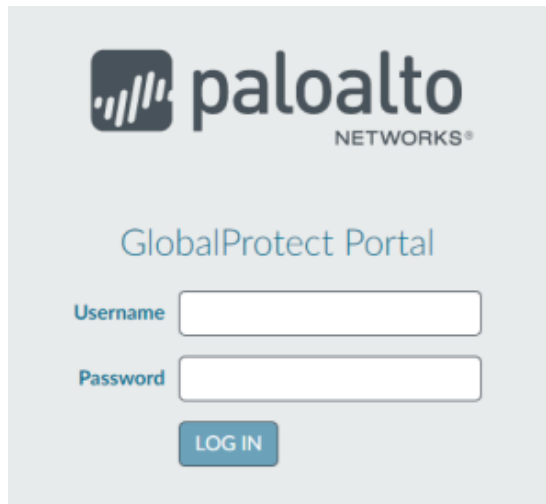 paloalto
NETWORKS®
GlobalProtect Portal
Username
Password
LOG IN